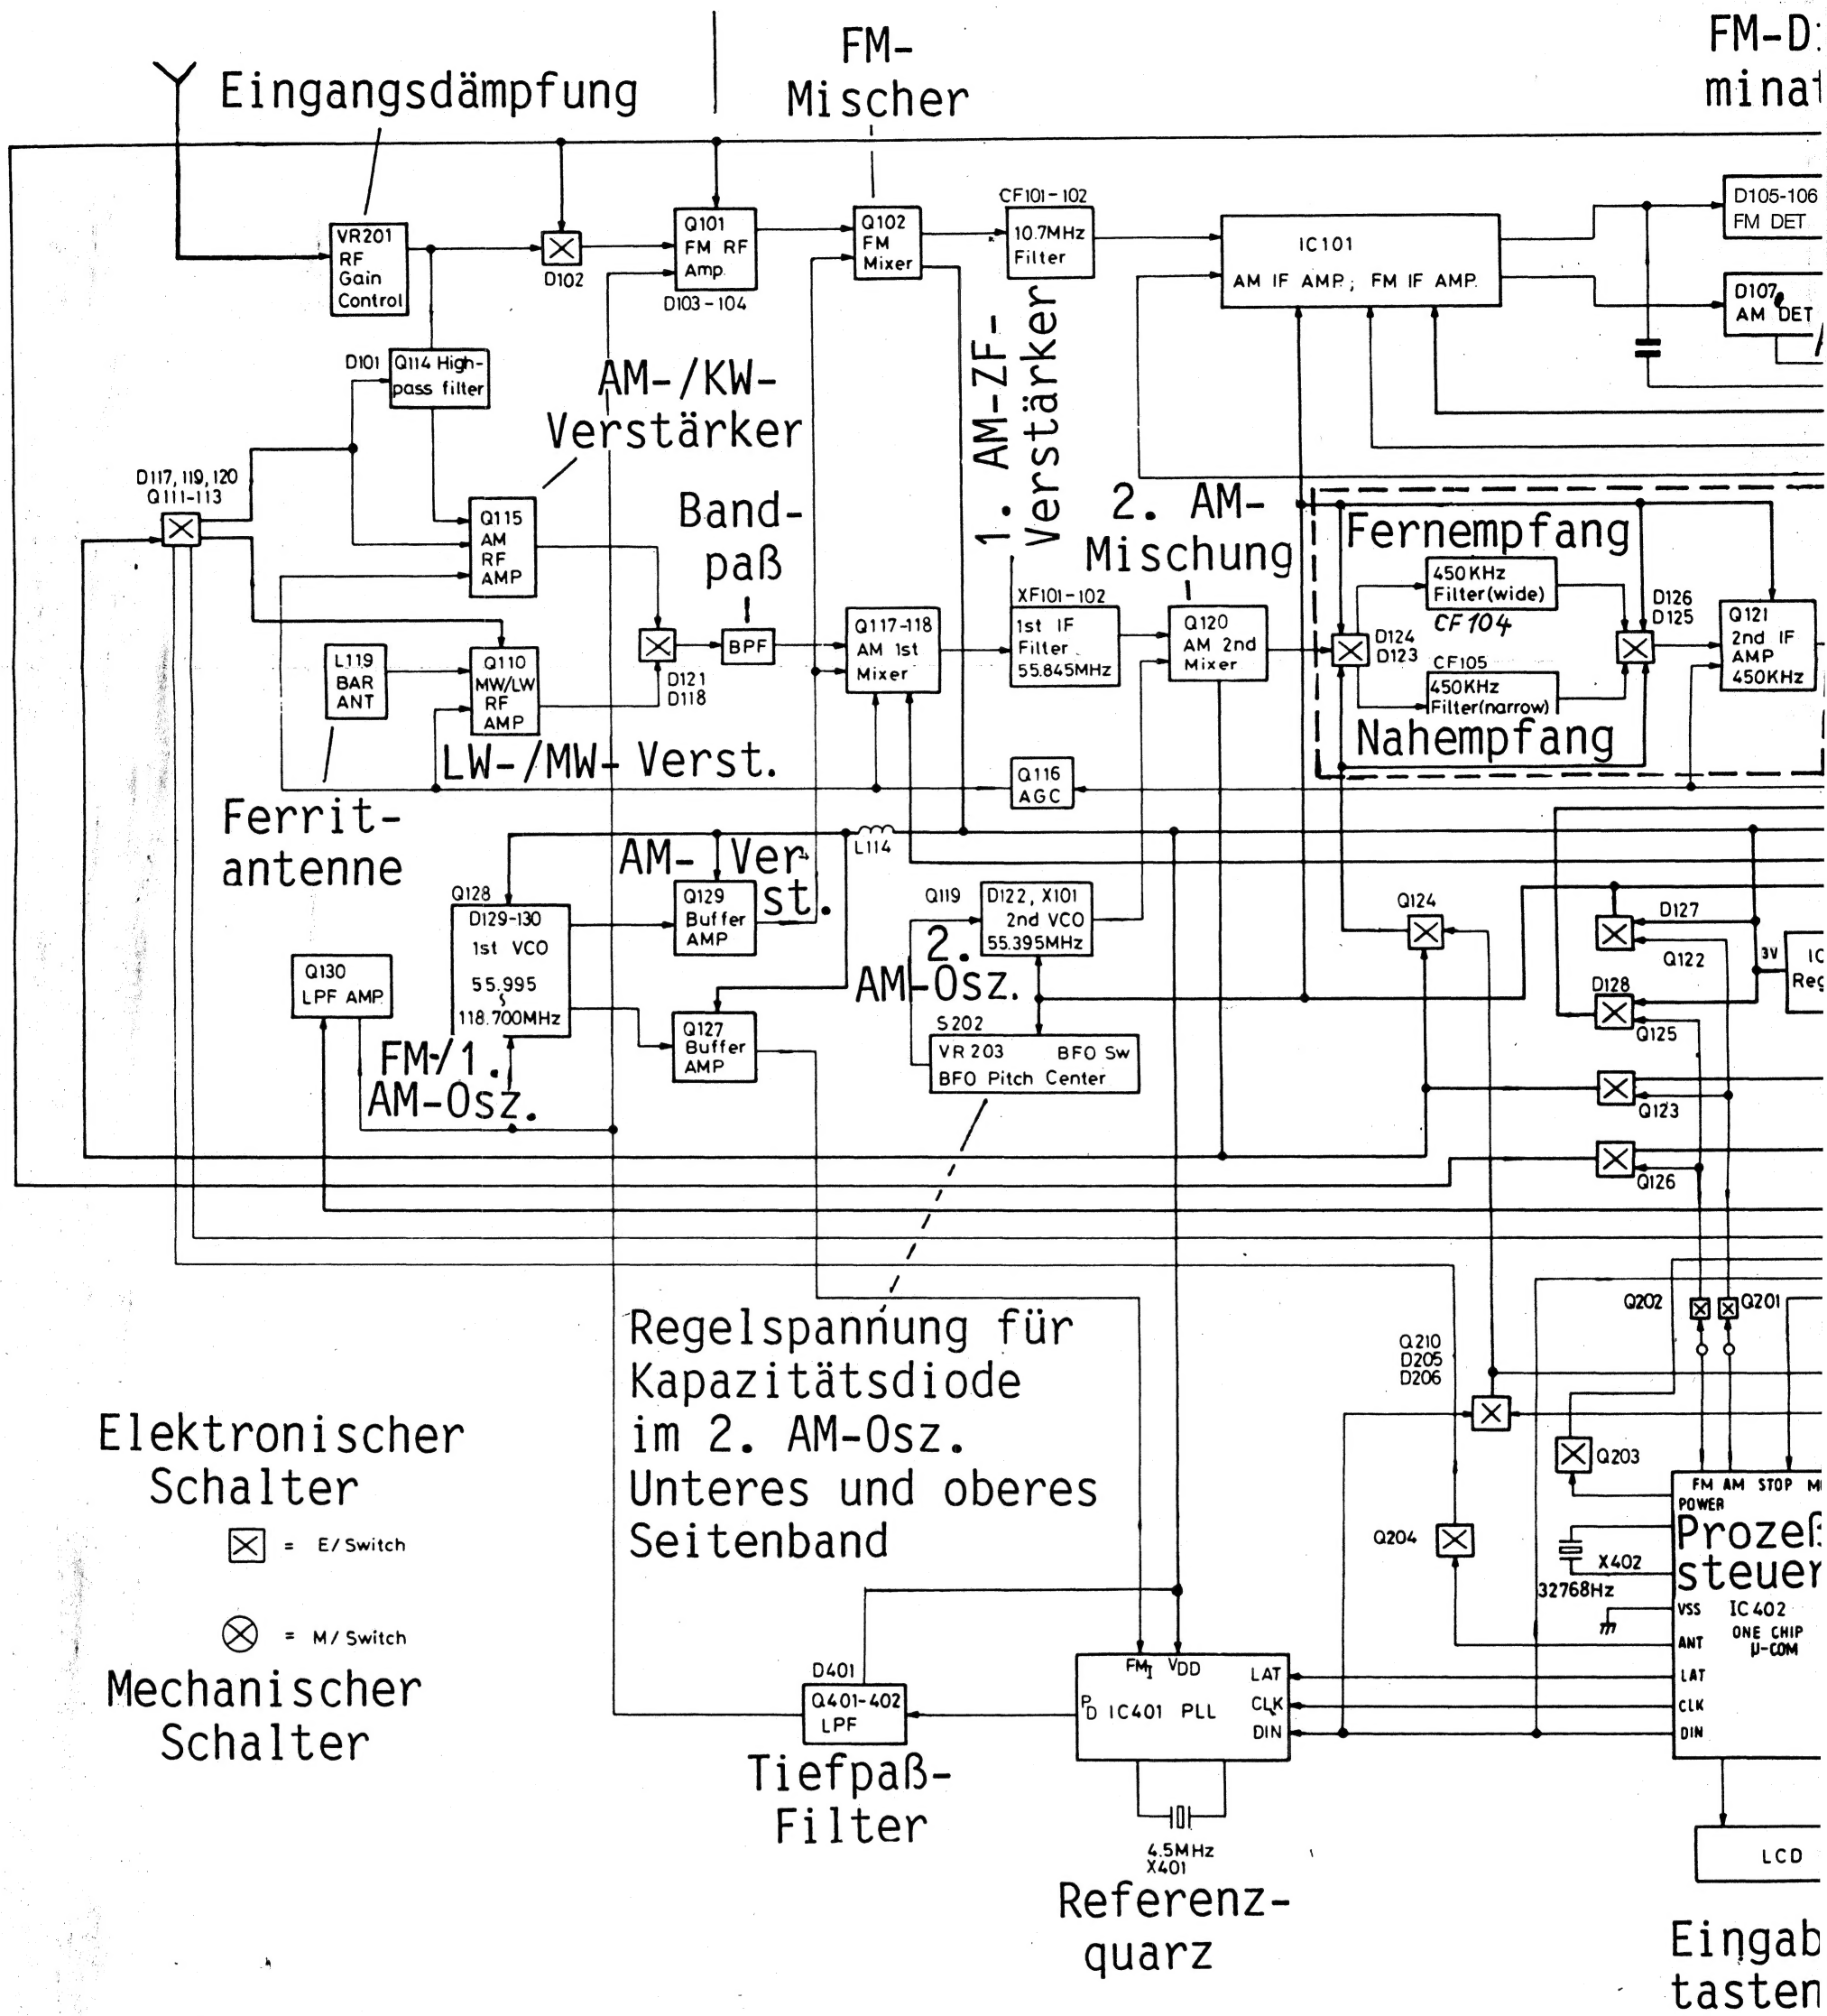 FM-
Mischer
Eingangsdämpfung
FM-D
minat
VR201
RF
Gain
Control
D102
Q101
FM RF
Amp.
D103-104
Q102
FM
Mixer
CF101-102
10.7MHz
Filter
IC101
AM IF AMP.; FM IF AMP.
D105-106
FM DET
D107
AM DET
D101
Q114 High-
pass filter
AM-/KW-
Verstärker
1. AM-ZF-
Verstärker
D117, 119, 120
Q111-113
Q115
AM
RF
AMP
Band-
paß
2. AM-
Mischung
Fernempfang
450KHz
Filter(wide)
CF104
D126
D125
D124
D123
CF105
450KHz
Filter(narrow)
Nahempfang
Q121
2nd IF
AMP
450KHz
L119
BAR
ANT
Q110
MW/LW
RF
AMP
D121
D118
BPF
Q117-118
AM 1st
Mixer
XF101-102
1st IF
Filter
55.845MHz
Q120
AM 2nd
Mixer
LW-/MW- Verst.
Q116
AGC
Ferrit-
antenne
AM- Ver-
st.
L114
Q128
D129-130
1st VCO
55.995
118.700MHz
Q129
Buffer
AMP
Q119
D122, X101
2nd VCO
55.395MHz
2.
AM-Osz.
Q124
D127
Q122
3V
IC
Reg
D128
Q125
Q130
LPF AMP.
FM-/1.
AM-Osz.
Q127
Buffer
AMP
S202
VR203 BFO Sw
BFO Pitch Center
Q123
Q126
Regelspannung für
Kapazitätsdiode
im 2. AM-Osz.
Unteres und oberes
Seitenband
Q202
Q201
Q210
D205
D206
Q203
Elektronischer
Schalter
= E/Switch
= M/Switch
Mechanischer
Schalter
Q204
FM AM STOP M
POWER
Prozeß
steuer
X402
32768Hz
VSS
IC402
ONE CHIP
µ-COM
ANT
LAT
CLK
DIN
D401
Q401-402
LPF
Tiefpaß-
Filter
FMI VDD
LAT
PD IC401 PLL
CLK
DIN
4.5MHz
X401
Referenz-
quarz
LCD
Eingab
tasten